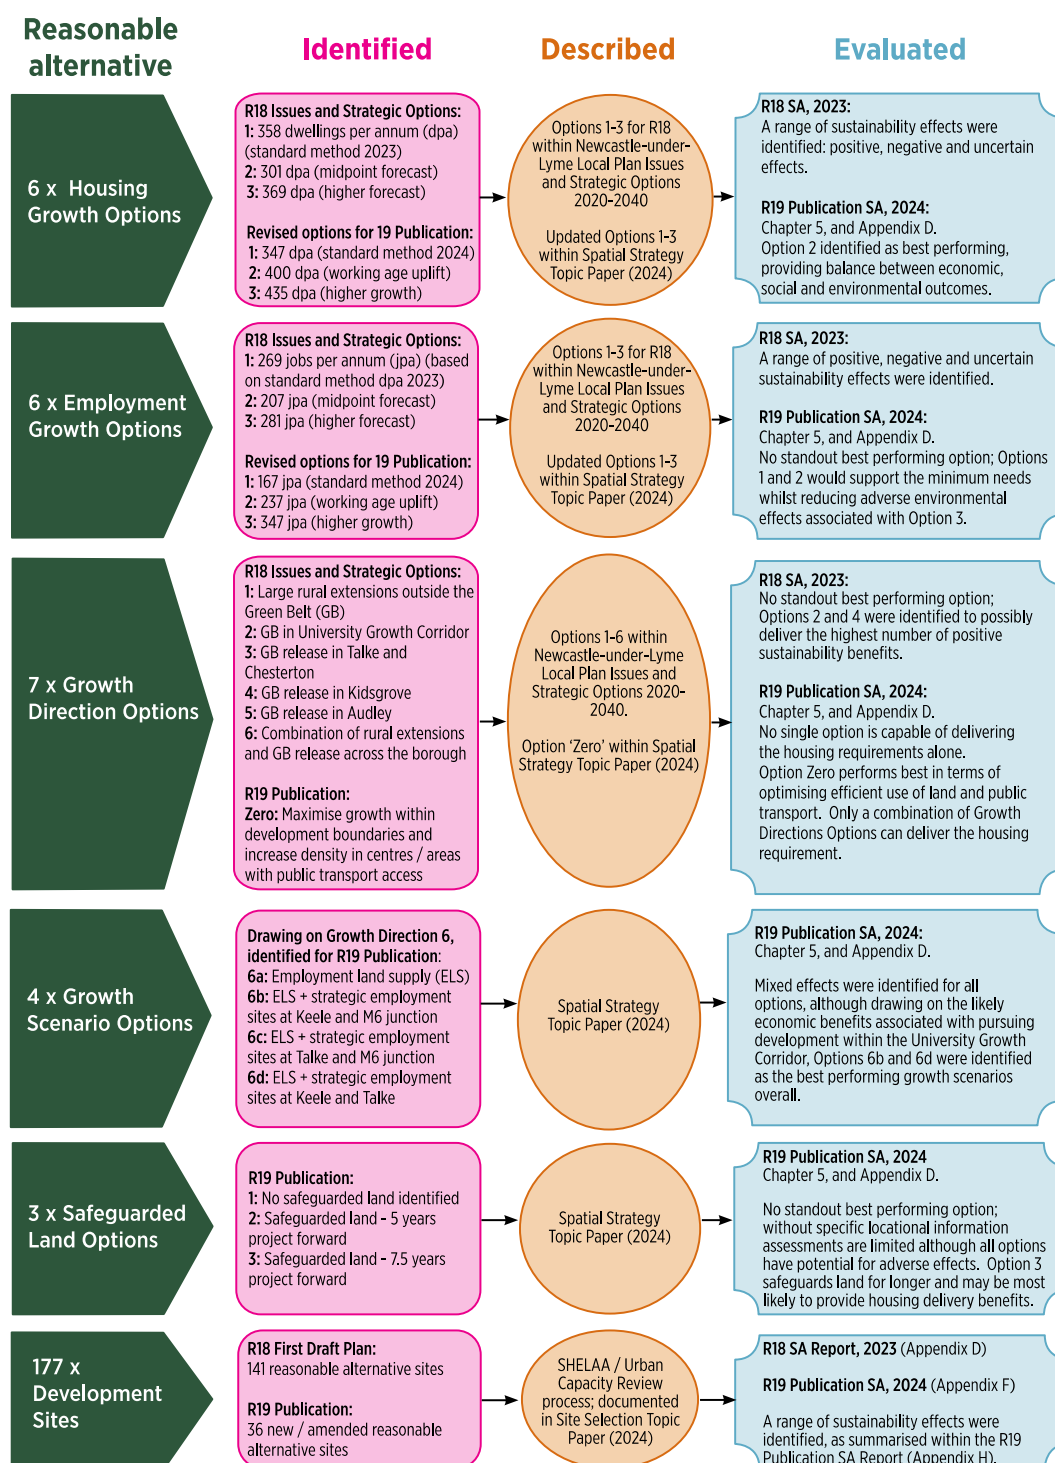 Reasonable
alternative
Identified
Described
Evaluated
6 x  Housing
Growth Options
R18 Issues and Strategic Options:
1: 358 dwellings per annum (dpa)
(standard method 2023)
2: 301 dpa (midpoint forecast)
3: 369 dpa (higher forecast)
Revised options for 19 Publication:
1: 347 dpa (standard method 2024)
2: 400 dpa (working age uplift)
3: 435 dpa (higher growth)
Options 1-3 for R18
within Newcastle-under-
Lyme Local Plan Issues
and Strategic Options
2020-2040
Updated Options 1-3
within Spatial Strategy
Topic Paper (2024)
R18 SA, 2023:
A range of sustainability effects were
identified: positive, negative and uncertain
effects.
R19 Publication SA, 2024:
Chapter 5, and Appendix D.
Option 2 identified as best performing,
providing balance between economic,
social and environmental outcomes.
6 x Employment
Growth Options
R18 Issues and Strategic Options:
1: 269 jobs per annum (jpa) (based
on standard method dpa 2023)
2: 207 jpa (midpoint forecast)
3: 281 jpa (higher forecast)
Revised options for 19 Publication:
1: 167 jpa (standard method 2024)
2: 237 jpa (working age uplift)
3: 347 jpa (higher growth)
Options 1-3 for R18
within Newcastle-under-
Lyme Local Plan Issues
and Strategic Options
2020-2040
Updated Options 1-3
within Spatial Strategy
Topic Paper (2024)
R18 SA, 2023:
A range of positive, negative and uncertain
sustainability effects were identified.
R19 Publication SA, 2024:
Chapter 5, and Appendix D.
No standout best performing option; Options
1 and 2 would support the minimum needs
whilst reducing adverse environmental
effects associated with Option 3.
7 x Growth
Direction Options
R18 Issues and Strategic Options:
1: Large rural extensions outside the
Green Belt (GB)
2: GB in University Growth Corridor
3: GB release in Talke and
Chesterton
4: GB release in Kidsgrove
5: GB release in Audley
6: Combination of rural extensions
and GB release across the borough
R19 Publication:
Zero: Maximise growth within
development boundaries and
increase density in centres / areas
with public transport access
Options 1-6 within
Newcastle-under-Lyme
Local Plan Issues and
Strategic Options 2020-
2040.
Option ‘Zero’ within Spatial
Strategy Topic Paper (2024)
R18 SA, 2023:
No standout best performing option;
Options 2 and 4 were identified to possibly
deliver the highest number of positive
sustainability benefits.
R19 Publication SA, 2024:
Chapter 5, and Appendix D.
No single option is capable of delivering
the housing requirements alone.
Option Zero performs best in terms of
optimising efficient use of land and public
transport.  Only a combination of Growth
Directions Options can deliver the housing
requirement.
4 x Growth
Scenario Options
Drawing on Growth Direction 6,
identified for R19 Publication:
6a: Employment land supply (ELS)
6b: ELS + strategic employment
sites at Keele and M6 junction
6c: ELS + strategic employment
sites at Talke and M6 junction
6d: ELS + strategic employment
sites at Keele and Talke
Spatial Strategy
Topic Paper (2024)
R19 Publication SA, 2024:
Chapter 5, and Appendix D.
Mixed effects were identified for all
options, although drawing on the likely
economic benefits associated with pursuing
development within the University Growth
Corridor, Options 6b and 6d were identified
as the best performing growth scenarios
overall.
3 x Safeguarded
Land Options
R19 Publication:
1: No safeguarded land identified
2: Safeguarded land - 5 years
project forward
3: Safeguarded land - 7.5 years
project forward
Spatial Strategy
Topic Paper (2024)
R19 Publication SA, 2024
Chapter 5, and Appendix D.
No standout best performing option;
without specific locational information
assessments are limited although all options
have potential for adverse effects.  Option 3
safeguards land for longer and may be most
likely to provide housing delivery benefits.
177 x
Development
Sites
R18 First Draft Plan:
141 reasonable alternative sites
R19 Publication:
36 new / amended reasonable
alternative sites
SHELAA / Urban
Capacity Review
process; documented
in Site Selection Topic
Paper (2024)
R18 SA Report, 2023 (Appendix D)
R19 Publication SA, 2024 (Appendix F)
A range of sustainability effects were
identified, as summarised within the R19
Publication SA Report (Appendix H).